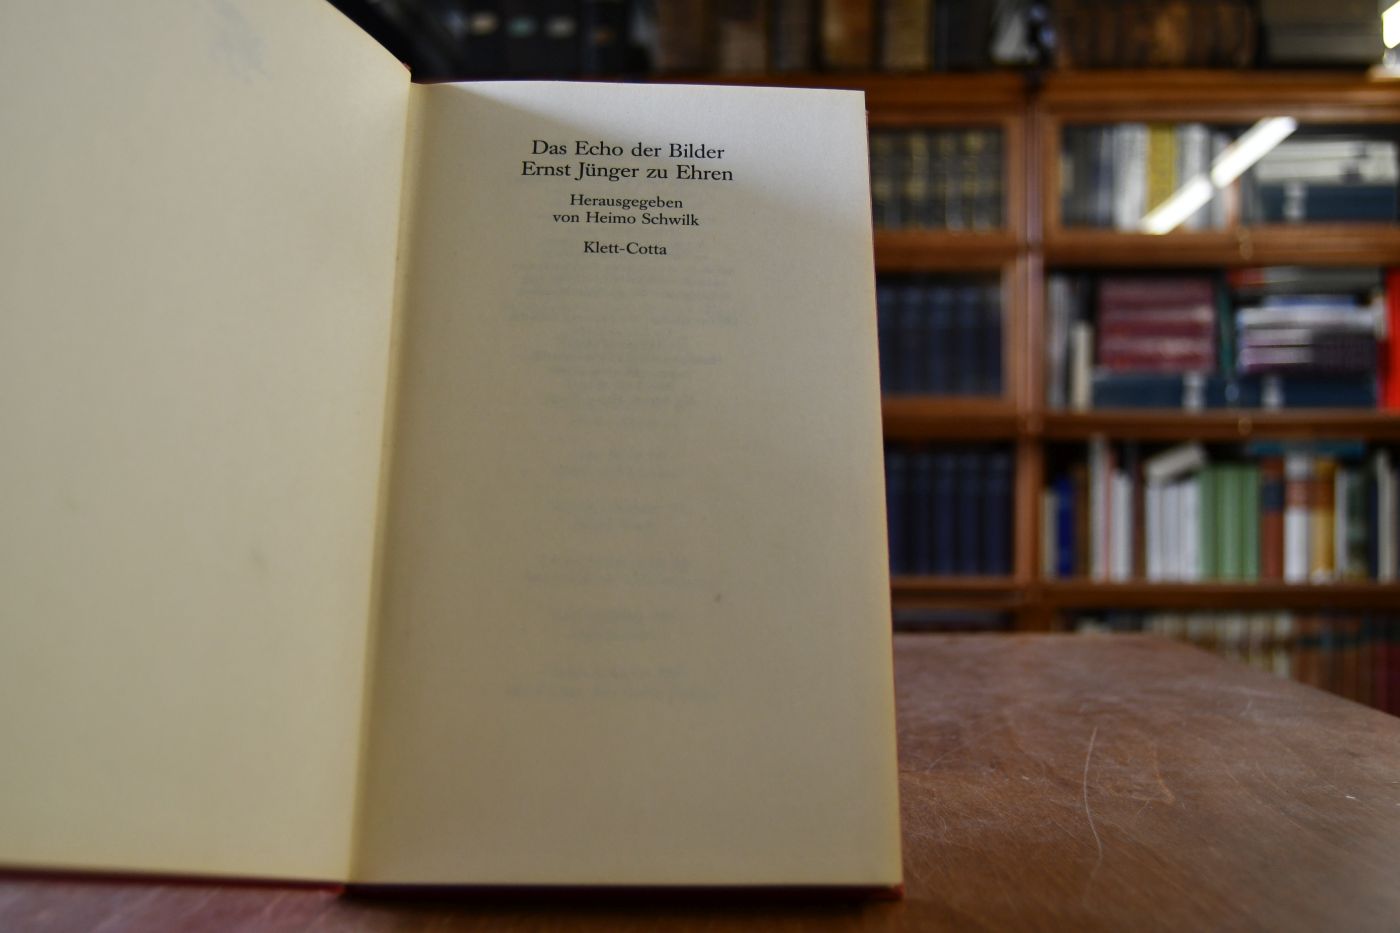 Das Echo der Bilder
Ernst Jünger zu Ehren
Herausgegeben
von Heimo Schwilk
Klett-Cotta